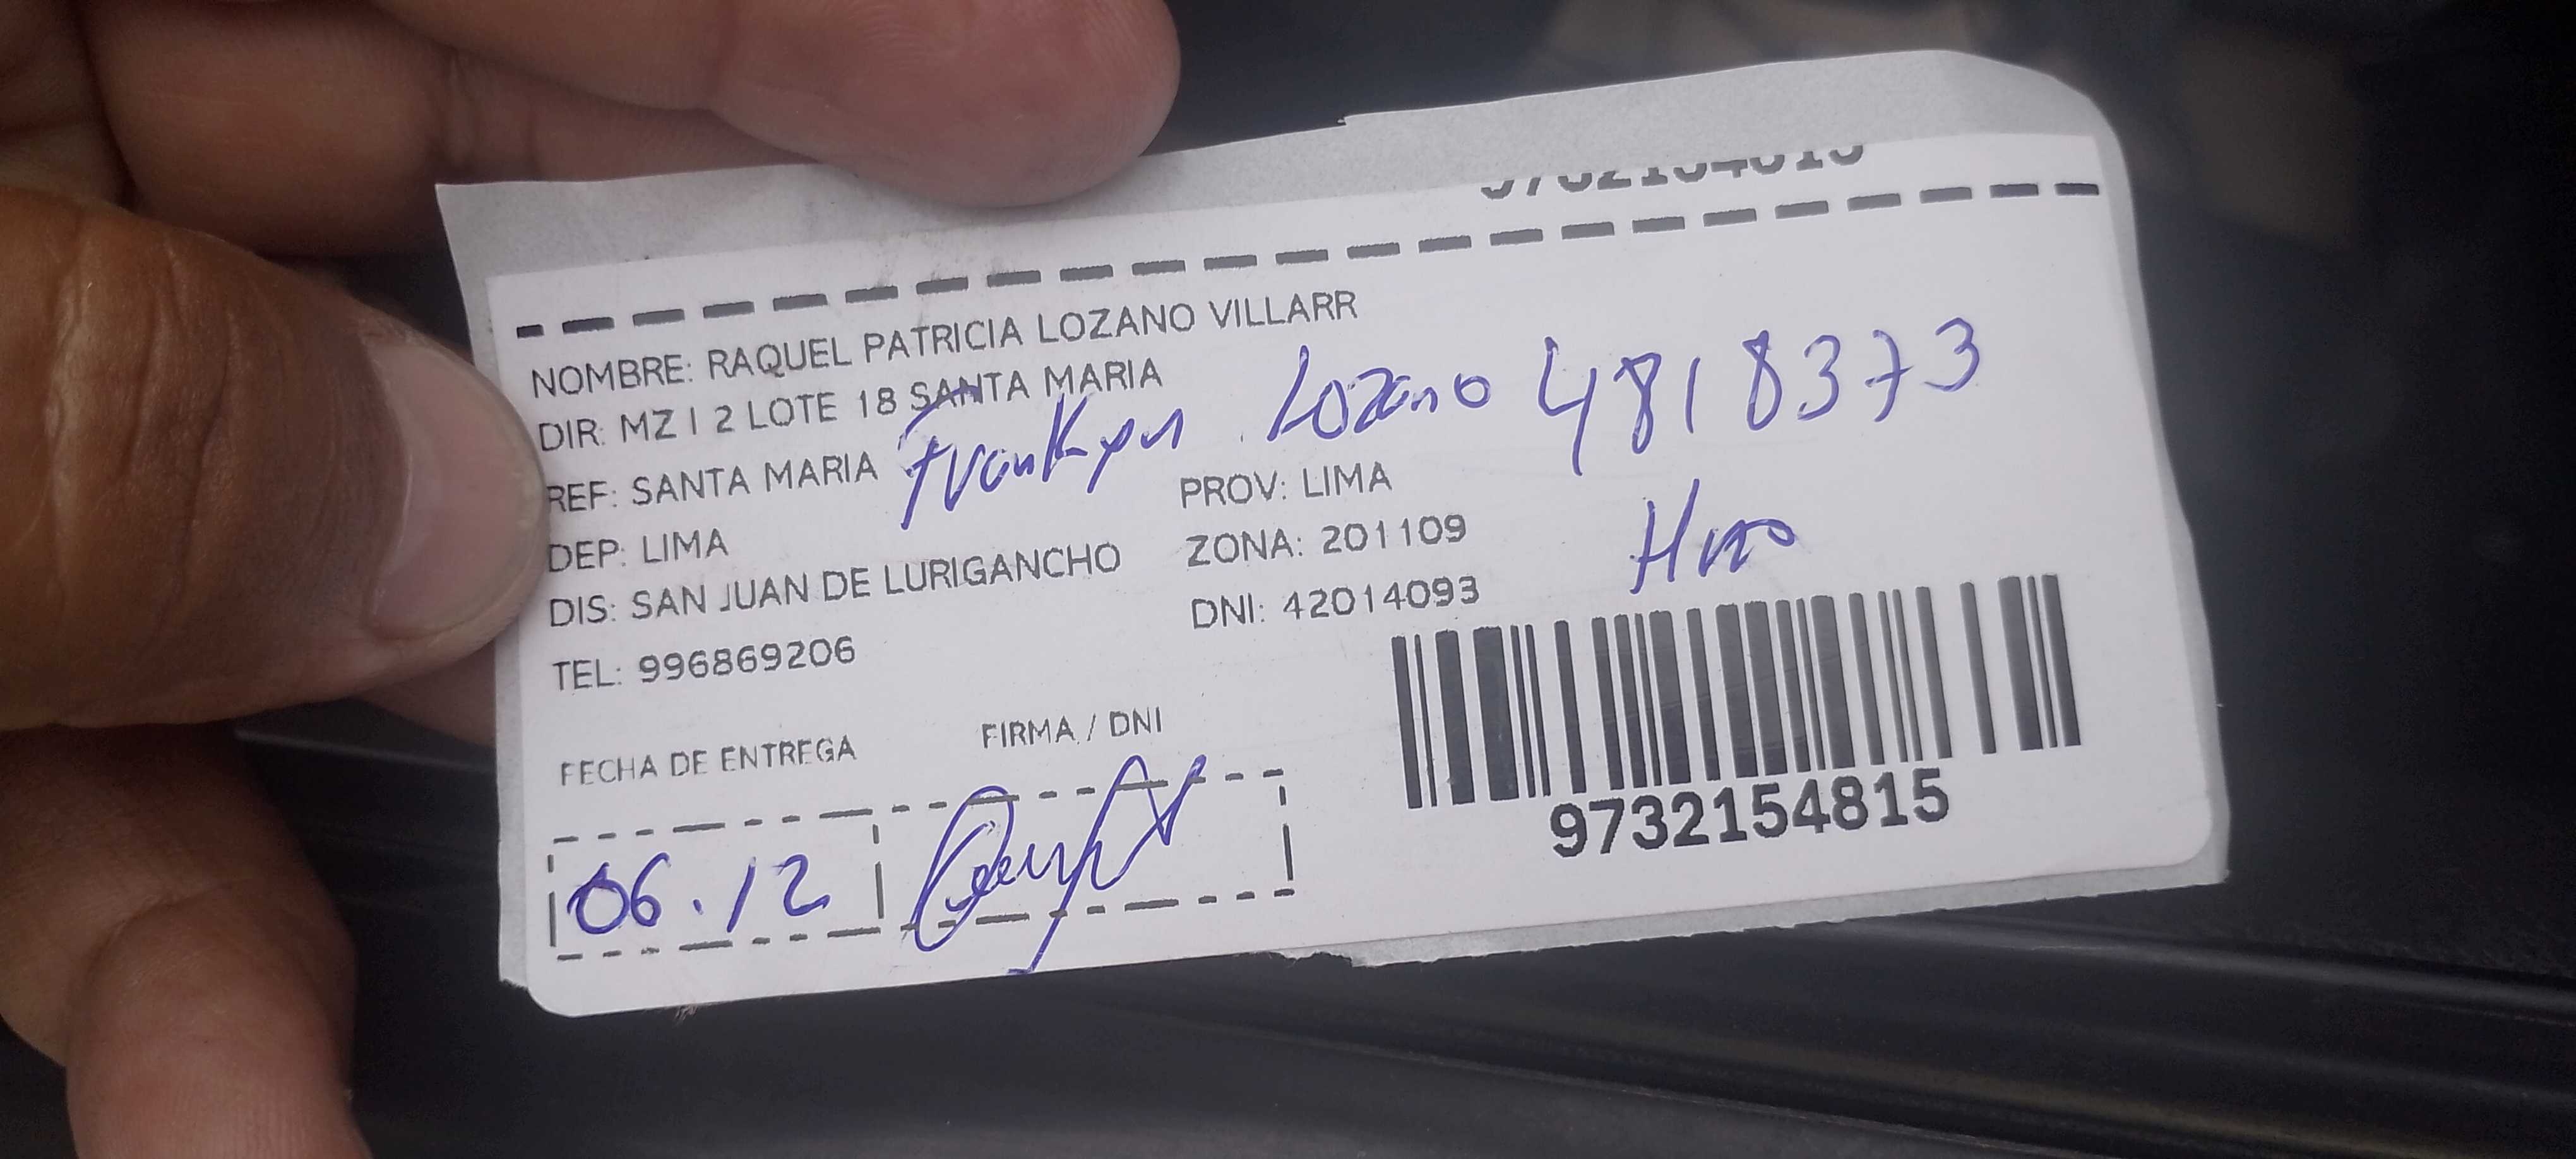 NOMBRE: RAQUEL PATRICIA LOZANO VILLARR
DIR: MZ I 2 LOTE 18 SANTA MARIA
Lozano 4818373
REF: SANTA MARIA
DEP: LIMA PROV: LIMA
DIS: SAN JUAN DE LURIGANCHO ZONA: 201109
TEL: 996869206 DNI: 42014093
FECHA DE ENTREGA FIRMA / DNI
06.12
9732154815